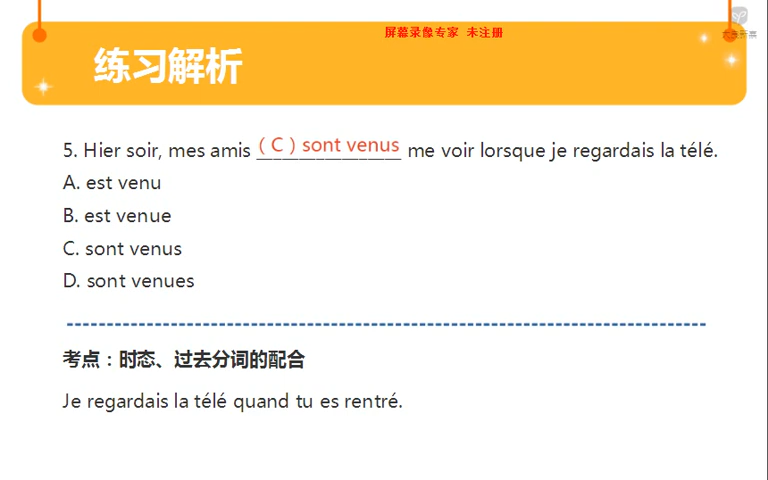 屏幕录像专家 未注册
练习解析
5. Hier soir, mes amis (C) sont venus me voir lorsque je regardais la télé.
A. est venu
B. est venue
C. sont venus
D. sont venues
考点：时态、过去分词的配合
Je regardais la télé quand tu es rentré.